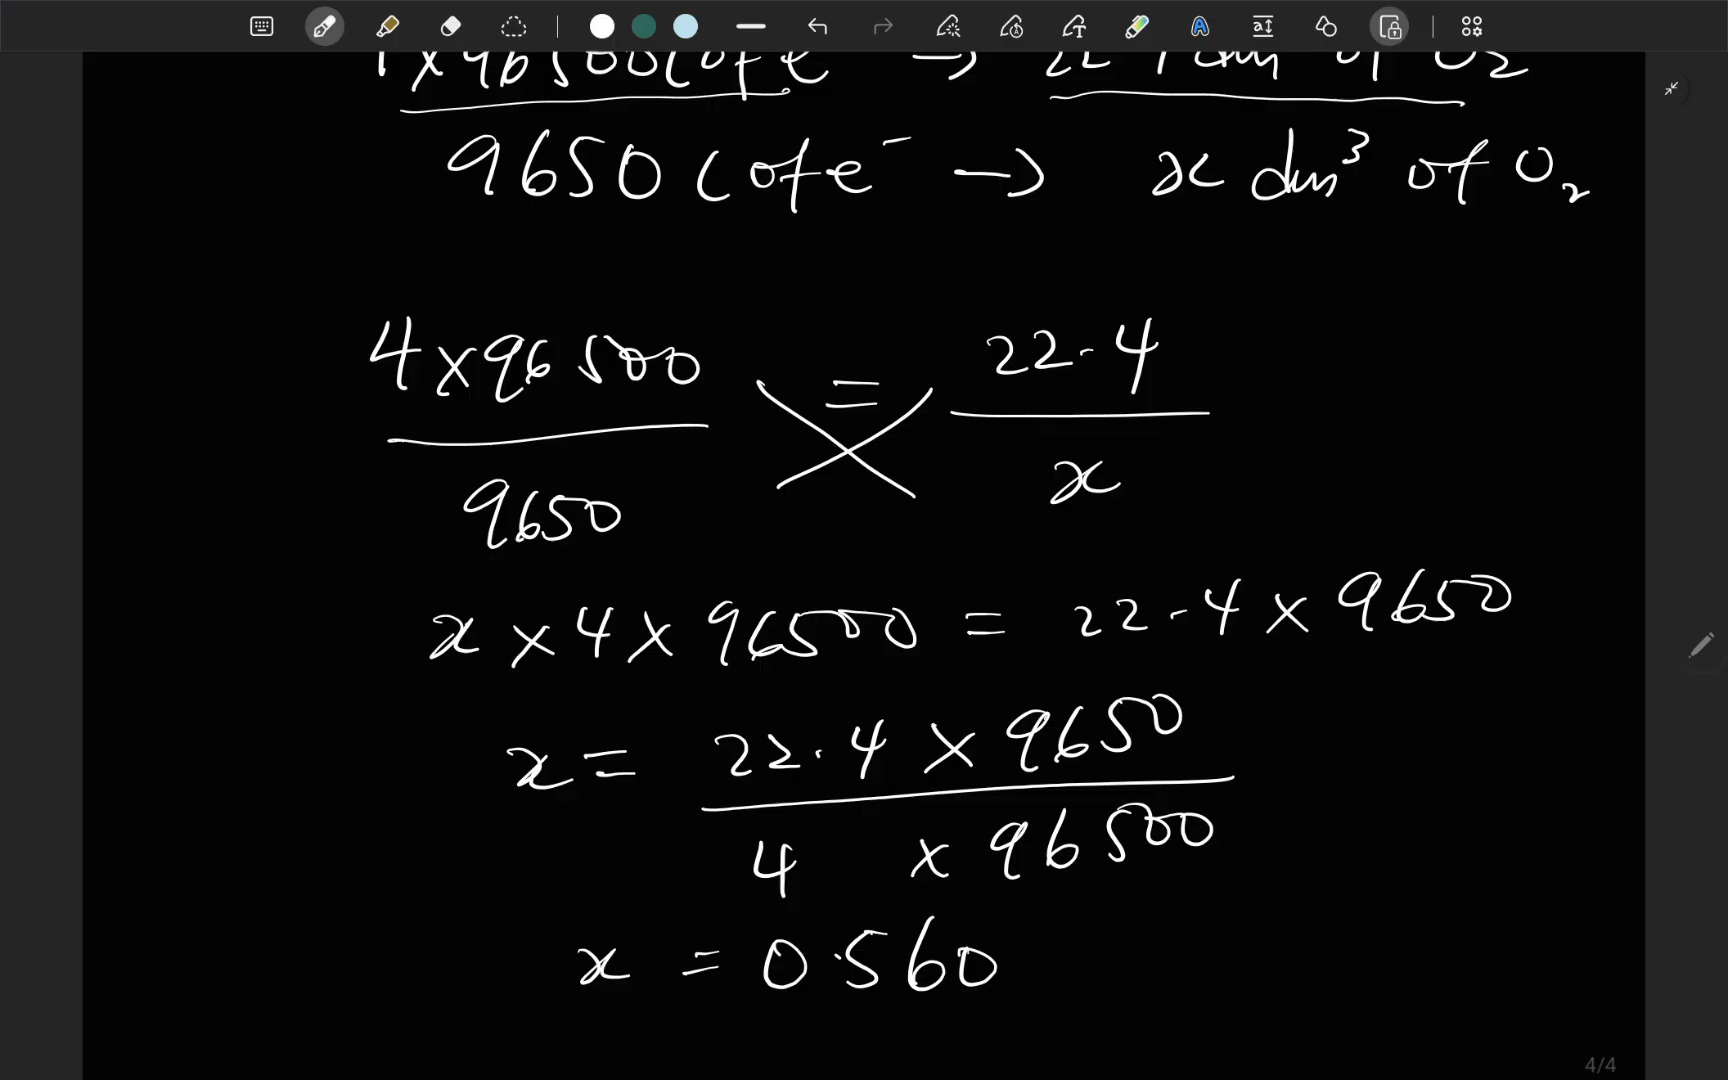 9650 C of e⁻ → x dm³ of O₂
4 x 96500 = 22.4
9650 x
x x 4 x 96500 = 22.4 x 9650
x = 22.4 x 9650
4 x 96500
x = 0.560
4/4